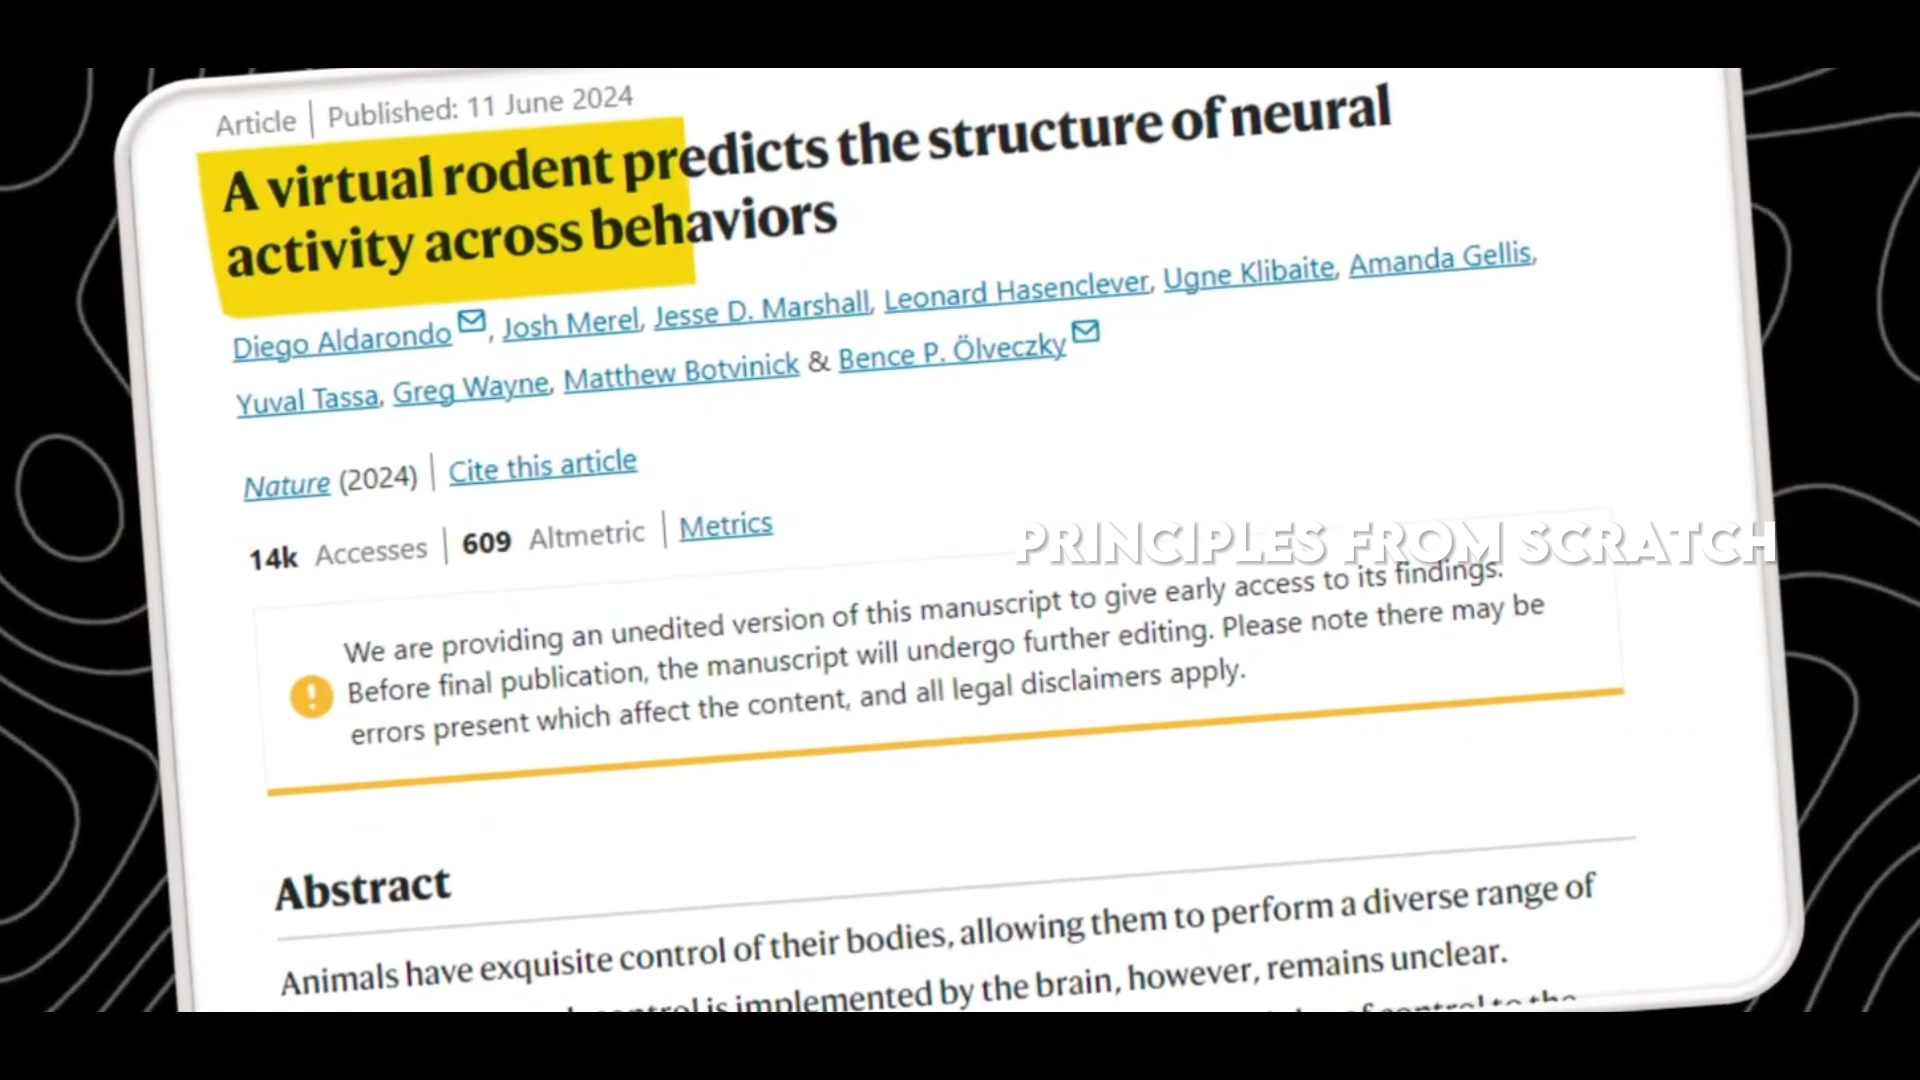 Article | Published: 11 June 2024
A virtual rodent predicts the structure of neural
activity across behaviors
Diego Aldarondo, Josh Merel, Jesse D. Marshall, Leonard Hasenclever, Ugne Klibaite, Amanda Gellis,
Yuval Tassa, Greg Wayne, Matthew Botvinick & Bence P. Ölveczky
Nature (2024) | Cite this article
14k Accesses | 609 Altmetric | Metrics
PRINCIPLES FROM SCRATCH
We are providing an unedited version of this manuscript to give early access to its findings.
Before final publication, the manuscript will undergo further editing. Please note there may be
errors present which affect the content, and all legal disclaimers apply.
Abstract
Animals have exquisite control of their bodies, allowing them to perform a diverse range of
control is implemented by the brain, however, remains unclear.
of control to the